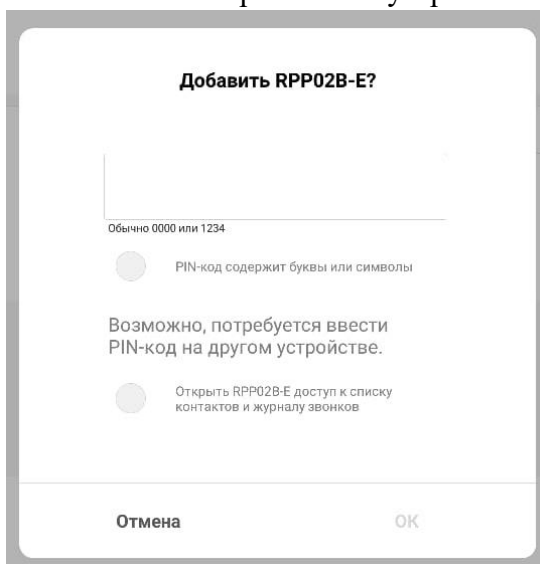 Добавить RPP02B-E?
Обычно 0000 или 1234
PIN-код содержит буквы или символы
Возможно, потребуется ввести
PIN-код на другом устройстве.
Открыть RPP02B-E доступ к списку
контактов и журналу звонков
Отмена
ОК